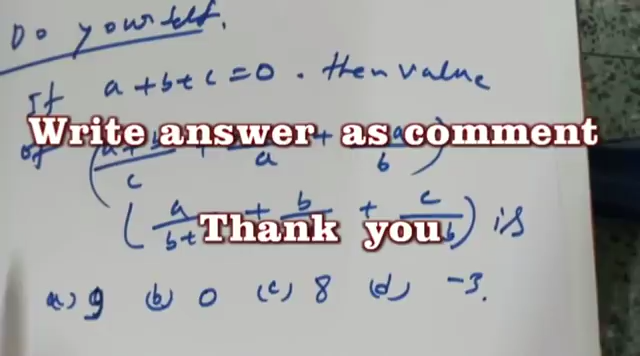 Do yourself.
If a+b+c=0. then value
Write answer as comment
of (a+b/c + /a + a/b)
Thank you
(a/b+ + b/ + c/b) is
a) 9 (b) 0 (c) 8 (d) -3.